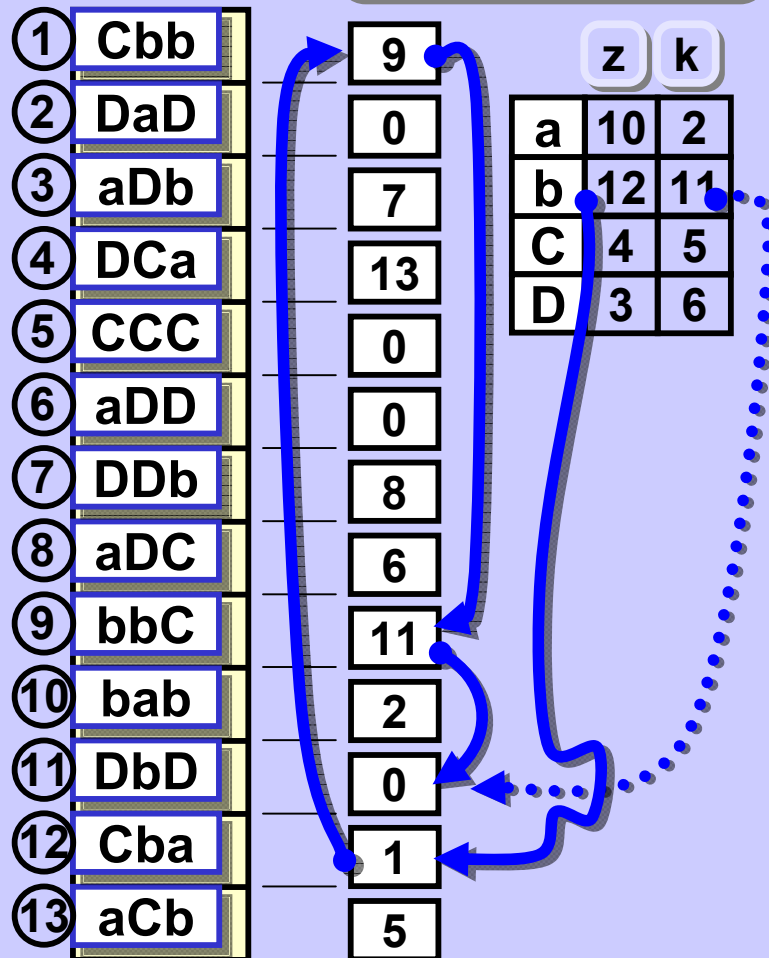 1 Cbb 9 z k
2 DaD 0 a 10 2
3 aDb 7 b 12 11
4 DCa 13 C 4 5
5 CCC 0 D 3 6
6 aDD 0
7 DDb 8
8 aDC 6
9 bbC 11
10 bab 2
11 DbD 0
12 Cba 1
13 aCb 5